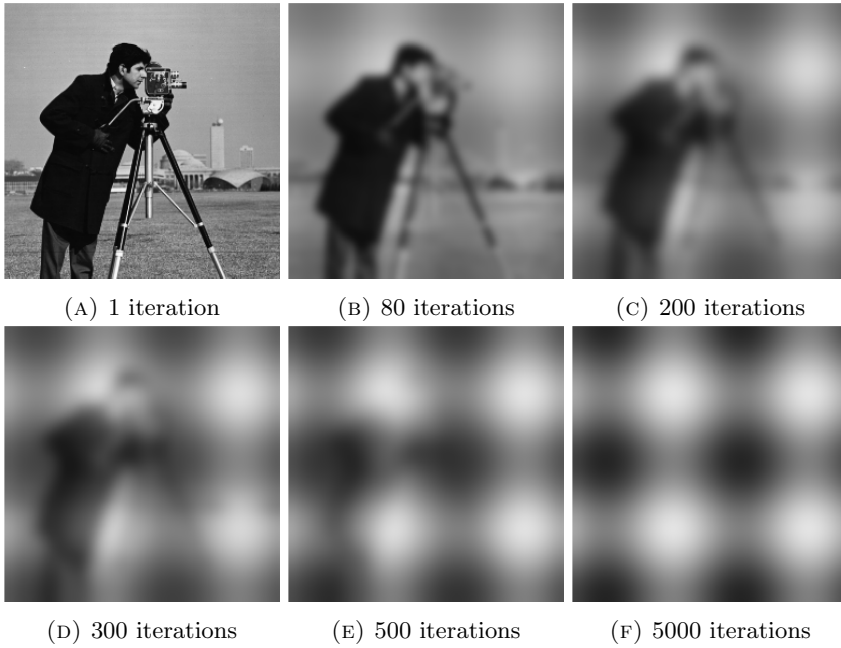 (A) 1 iteration
(B) 80 iterations
(C) 200 iterations
(D) 300 iterations
(E) 500 iterations
(F) 5000 iterations